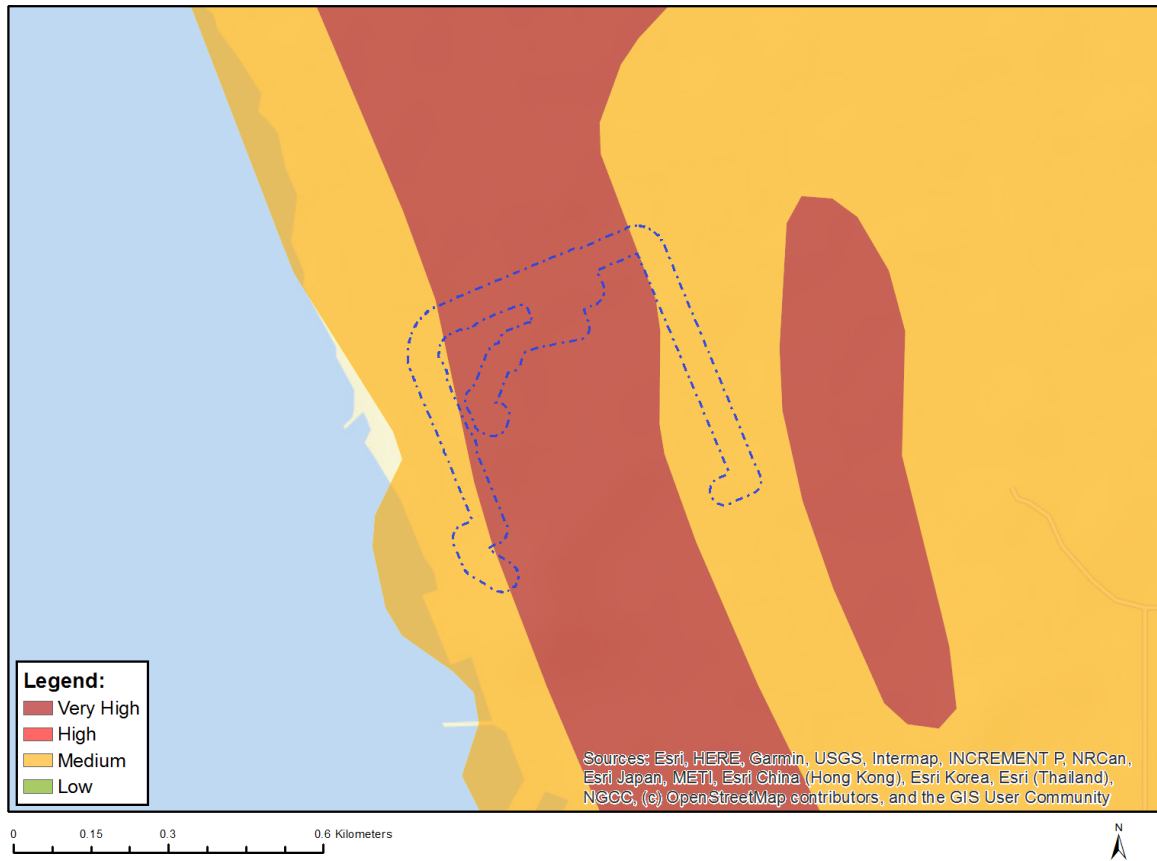 Legend:
Very High
High
Medium
Low
Sources: Esri, HERE, Garmin, USGS, Intermap, INCREMENT P, NRCan,
Esri Japan, METI, Esri China (Hong Kong), Esri Korea, Esri (Thailand),
NGCC, (c) OpenStreetMap contributors, and the GIS User Community
0 0.15 0.3 0.6 Kilometers
N